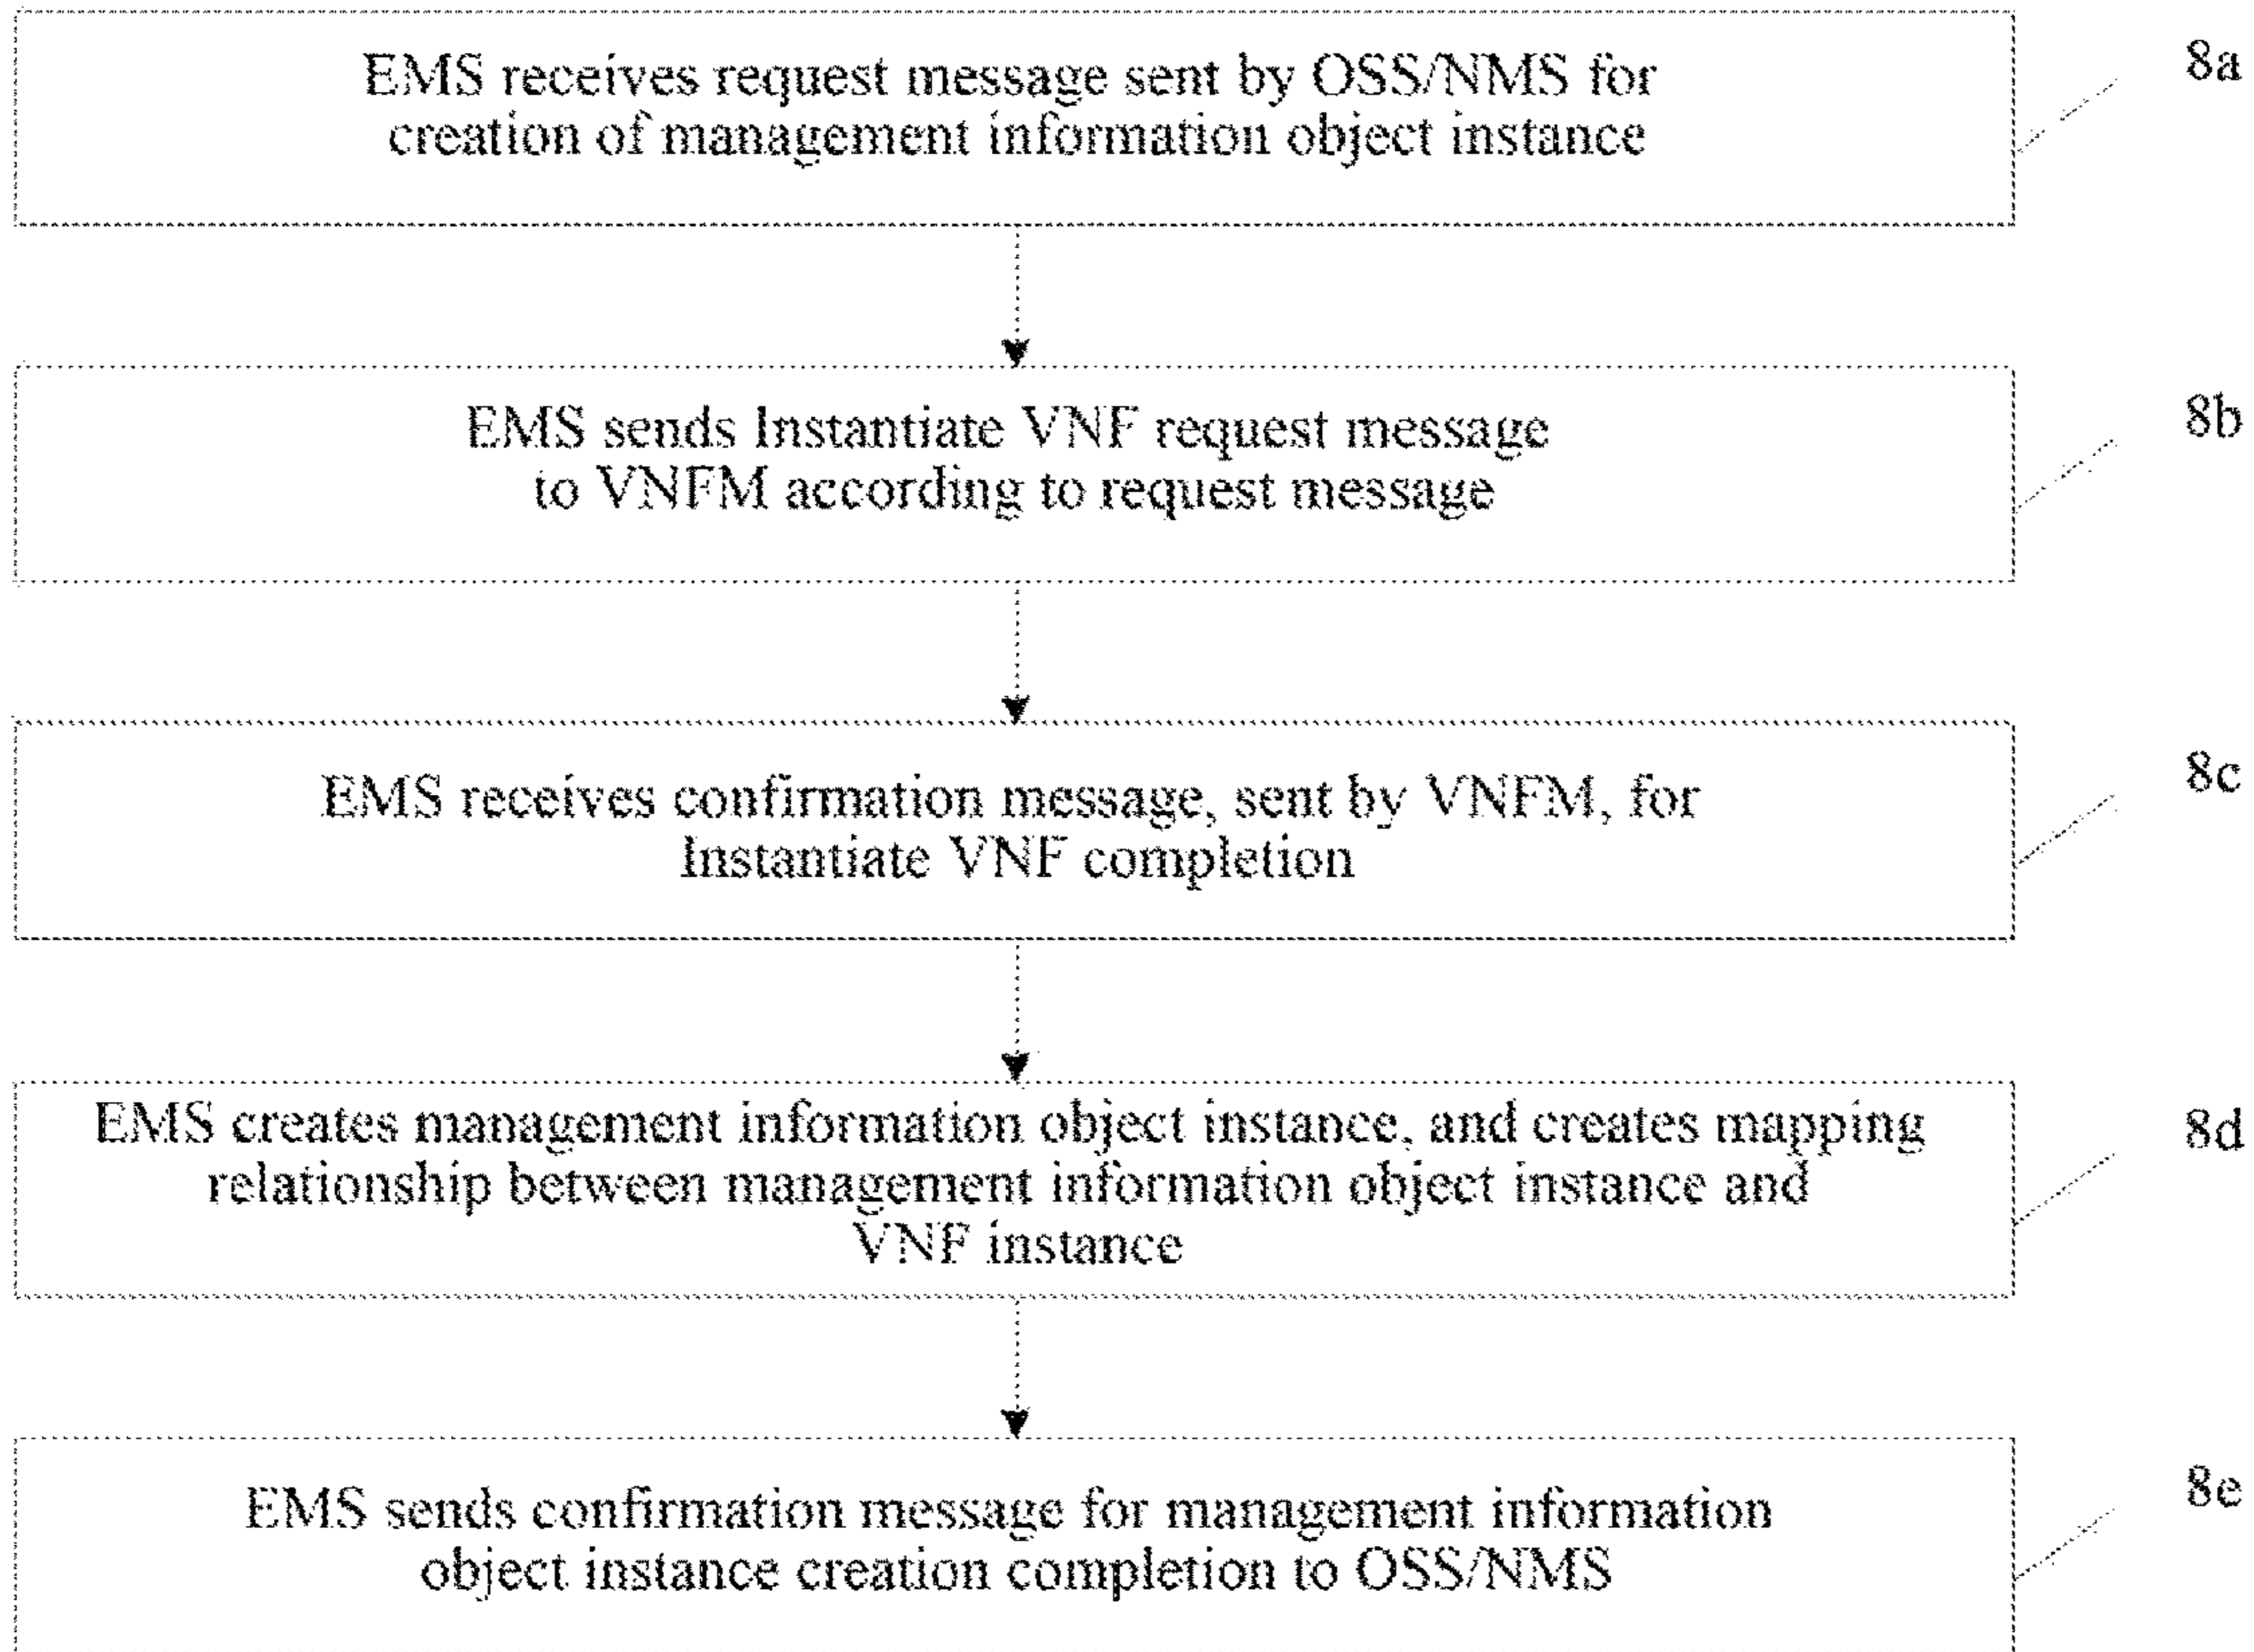 EMS receives request message sent by OSS/NMS for
creation of management information object instance
8a
EMS sends Instantiate VNF request message
to VNFM according to request message
8b
EMS receives confirmation message, sent by VNFM, for
Instantiate VNF completion
8c
EMS creates management information object instance, and creates mapping
relationship between management information object instance and
VNF instance
8d
EMS sends confirmation message for management information
object instance creation completion to OSS/NMS
8e